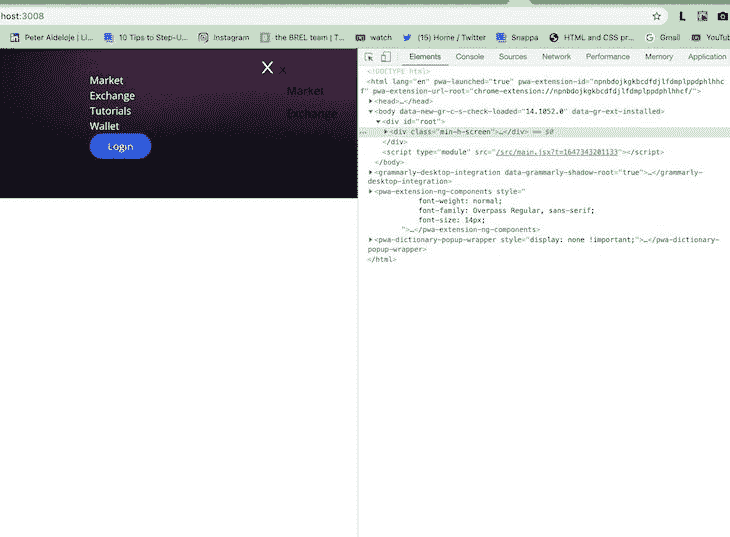 host:3008
Peter Aideloje | Li... 10 Tips to Step-U... Instagram the BREL team | T... watch (15) Home / Twitter Snappa HTML and CSS pr... Gmail YouTub
Market
Exchange
Tutorials
Wallet
Login
X
x
Market
Exchange
Elements Console Sources Network Performance Memory Application
<!DOCTYPE html>
<html lang="en" pwa-launched="true" pwa-extension-id="npnbdojkgkbcdfdjlfdmplppdphlhhc
f" pwa-extension-url-root="chrome-extension://npnbdojkgkbcdfdjlfdmplppdphlhhcf/">
<head>…</head>
<body data-new-gr-c-s-check-loaded="14.1052.0" data-gr-ext-installed>
<div id="root">
<div class="min-h-screen">…</div> == $0
</div>
<script type="module" src="/src/main.jsx?t=1647343201133"></script>
</body>
<grammarly-desktop-integration data-grammarly-shadow-root="true">…</grammarly-
desktop-integration>
<pwa-extension-ng-components style="
font-weight: normal;
font-family: Overpass Regular, sans-serif;
font-size: 14px;
">…</pwa-extension-ng-components>
<pwa-dictionary-popup-wrapper style="display: none !important;">…</pwa-dictionary-
popup-wrapper>
</html>